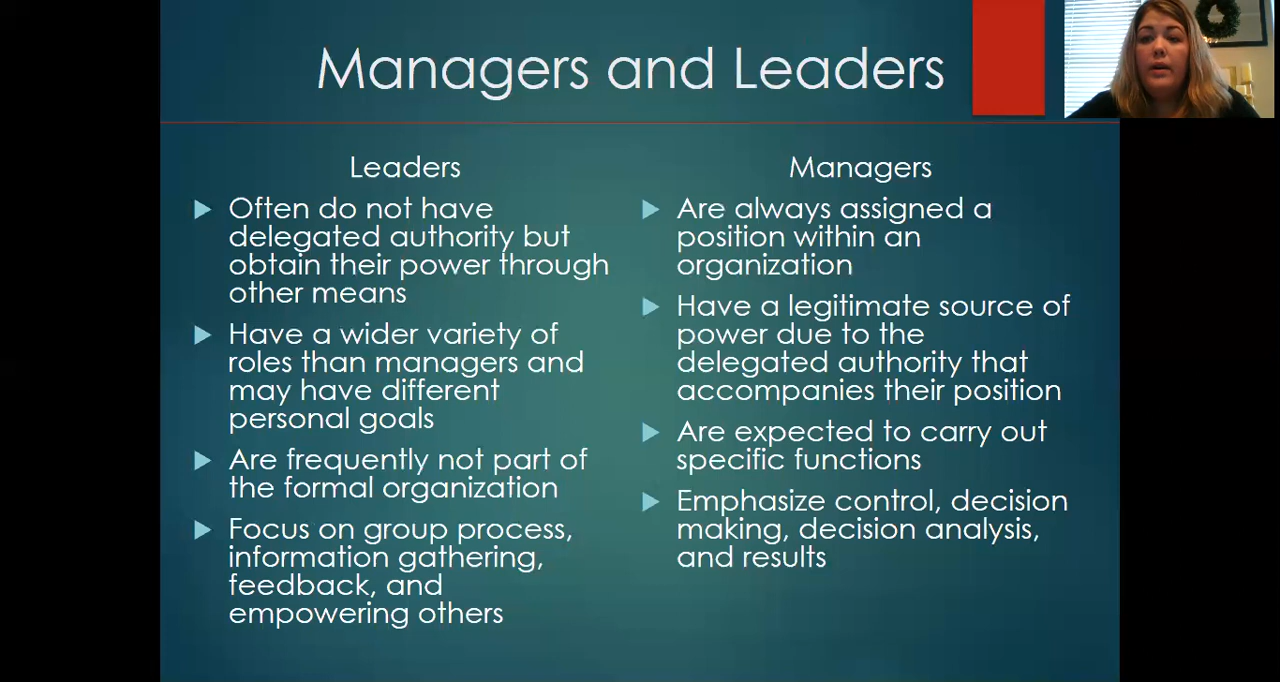 Managers and Leaders
Leaders
Often do not have
delegated authority but
obtain their power through
other means
Have a wider variety of
roles than managers and
may have different
personal goals
Are frequently not part of
the formal organization
Focus on group process,
information gathering,
feedback, and
empowering others
Managers
Are always assigned a
position within an
organization
Have a legitimate source of
power due to the
delegated authority that
accompanies their position
Are expected to carry out
specific functions
Emphasize control, decision
making, decision analysis,
and results